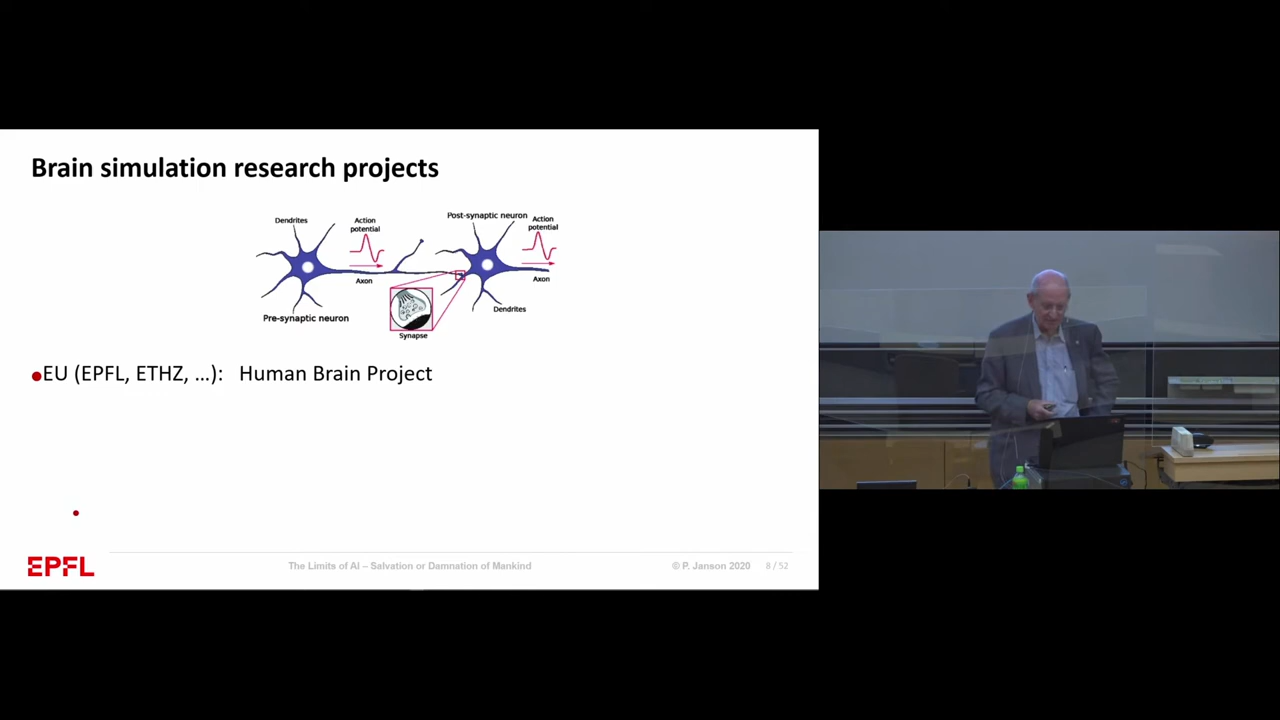 Brain simulation research projects
Dendrites
Action
potential
Post-synaptic neuron
Action
potential
Axon
Axon
Pre-synaptic neuron
Dendrites
Synapse
•EU (EPFL, ETHZ, ...): Human Brain Project
•
EPFL
The Limits of AI – Salvation or Damnation of Mankind
© P. Janson 2020
8 / 52